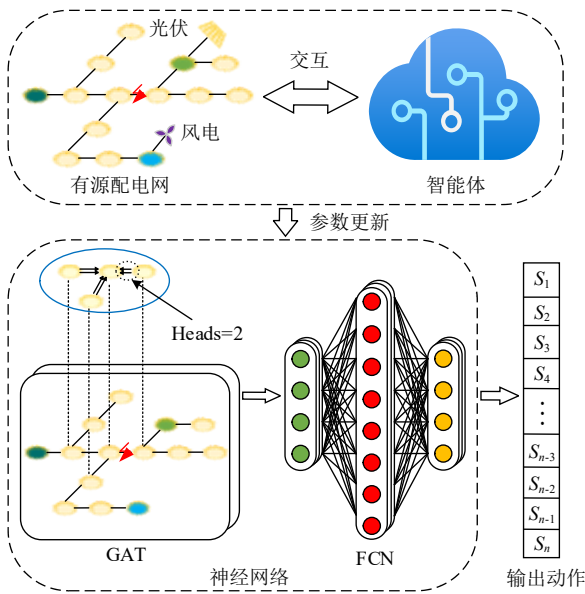 光伏
交互
风电
有源配电网
智能体
参数更新
Heads=2
S1
S2
S3
S4
⋮
Sn-3
Sn-2
Sn-1
Sn
GAT
FCN
神经网络
输出动作